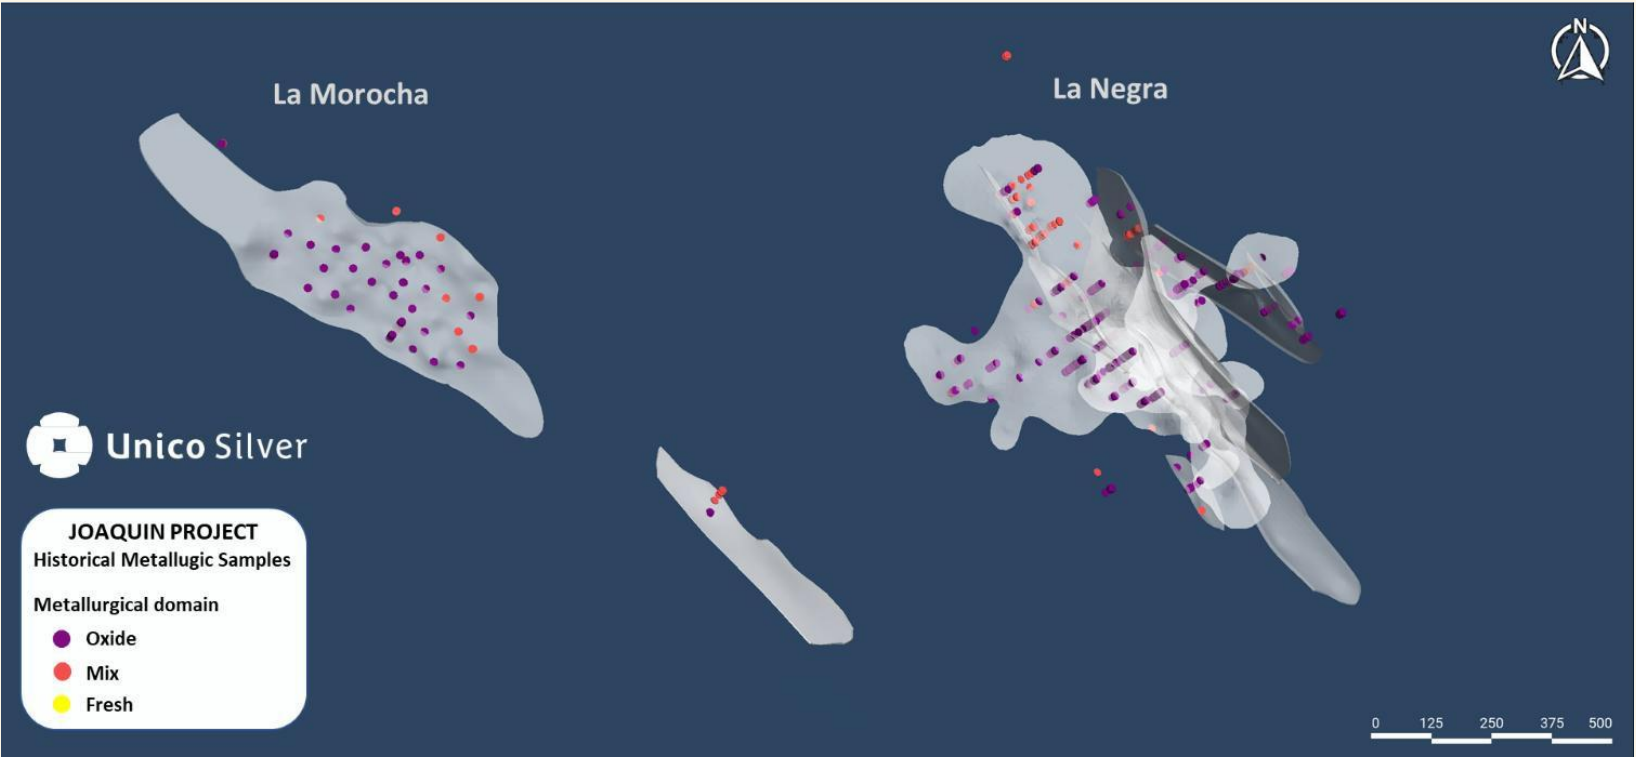 N
La Morocha
La Negra
Unico Silver
JOAQUIN PROJECT
Historical Metallugic Samples
Metallurgical domain
Oxide
Mix
Fresh
0 125 250 375 500